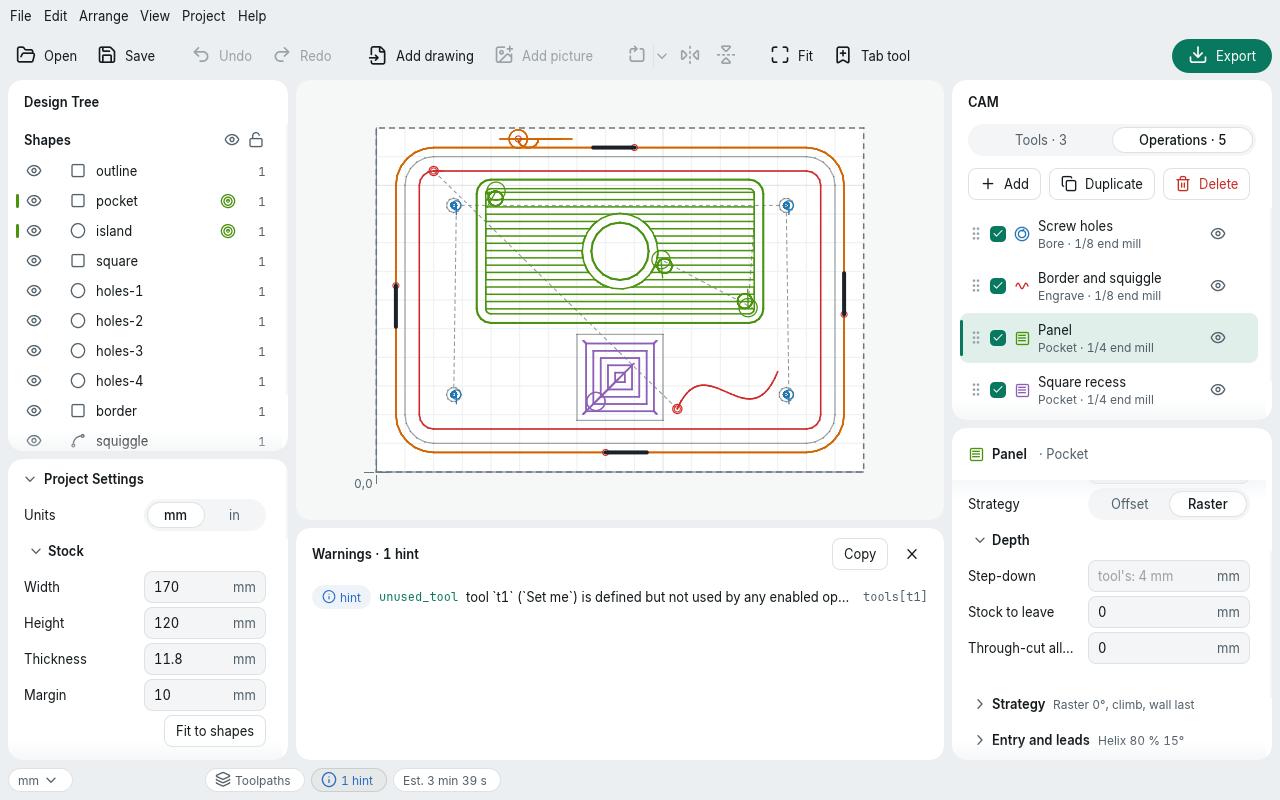 File Edit Arrange View Project Help
Open Save Undo Redo Add drawing Add picture Fit Tab tool Export
Design Tree
Shapes
outline 1
pocket 1
island 1
square 1
holes-1 1
holes-2 1
holes-3 1
holes-4 1
border 1
squiggle 1
Project Settings
Units mm in
Stock
Width 170 mm
Height 120 mm
Thickness 11.8 mm
Margin 10 mm
Fit to shapes
0,0
Warnings · 1 hint Copy
hint unused_tool tool `t1` (`Set me`) is defined but not used by any enabled op... tools[t1]
CAM
Tools · 3 Operations · 5
Add Duplicate Delete
Screw holes
Bore · 1/8 end mill
Border and squiggle
Engrave · 1/8 end mill
Panel
Pocket · 1/4 end mill
Square recess
Pocket · 1/4 end mill
Panel · Pocket
Strategy Offset Raster
Depth
Step-down tool's: 4 mm mm
Stock to leave 0 mm
Through-cut all... 0 mm
Strategy Raster 0°, climb, wall last
Entry and leads Helix 80 % 15°
mm Toolpaths 1 hint Est. 3 min 39 s